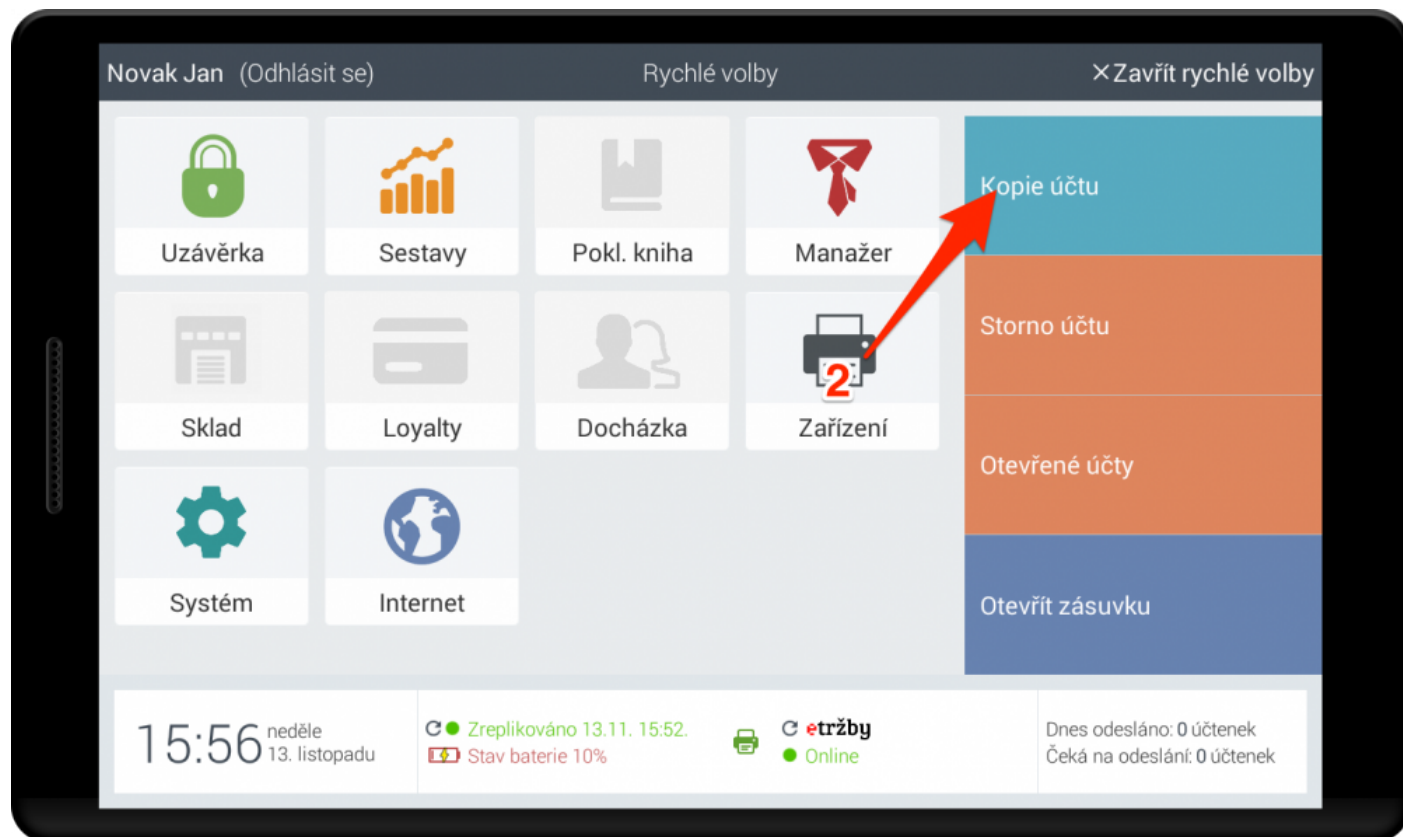 Novak Jan (Odhlásit se) Rychlé volby ×Zavřít rychlé volby
Uzávěrka Sestavy Pokl. kniha Manažer
Kopie účtu
2
Sklad Loyalty Docházka Zařízení
Storno účtu
Otevřené účty
Systém Internet
Otevřít zásuvku
15:56 neděle
13. listopadu
Zreplikováno 13.11. 15:52.
Stav baterie 10%
etržby
Online
Dnes odesláno: 0 účtenek
Čeká na odeslání: 0 účtenek